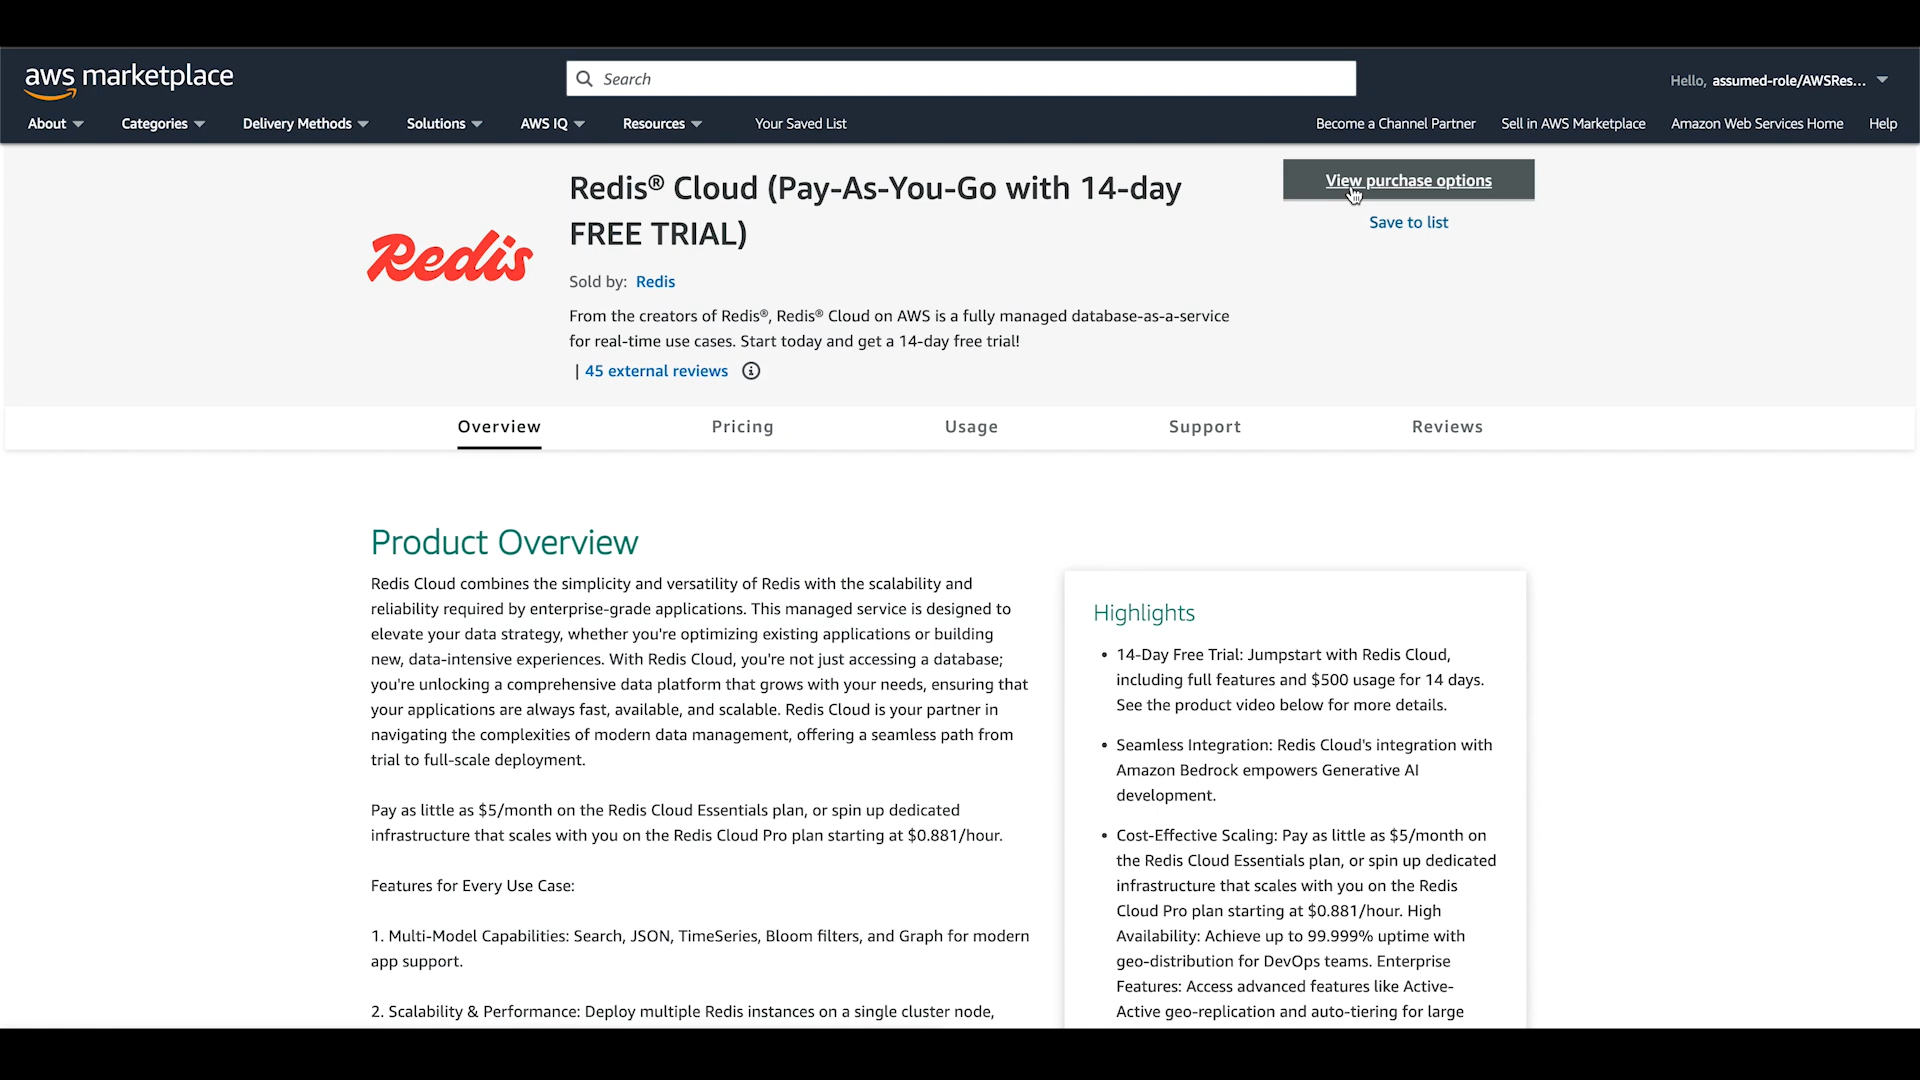 aws marketplace
Search
Hello, assumed-role/AWSRes...
About
Categories
Delivery Methods
Solutions
AWS IQ
Resources
Your Saved List
Become a Channel Partner
Sell in AWS Marketplace
Amazon Web Services Home
Help
Redis
Redis® Cloud (Pay-As-You-Go with 14-day
FREE TRIAL)
Sold by: Redis
From the creators of Redis®, Redis® Cloud on AWS is a fully managed database-as-a-service
for real-time use cases. Start today and get a 14-day free trial!
| 45 external reviews
View purchase options
Save to list
Overview
Pricing
Usage
Support
Reviews
Product Overview
Redis Cloud combines the simplicity and versatility of Redis with the scalability and
reliability required by enterprise-grade applications. This managed service is designed to
elevate your data strategy, whether you're optimizing existing applications or building
new, data-intensive experiences. With Redis Cloud, you're not just accessing a database;
you're unlocking a comprehensive data platform that grows with your needs, ensuring that
your applications are always fast, available, and scalable. Redis Cloud is your partner in
navigating the complexities of modern data management, offering a seamless path from
trial to full-scale deployment.
Pay as little as $5/month on the Redis Cloud Essentials plan, or spin up dedicated
infrastructure that scales with you on the Redis Cloud Pro plan starting at $0.881/hour.
Features for Every Use Case:
1. Multi-Model Capabilities: Search, JSON, TimeSeries, Bloom filters, and Graph for modern
app support.
2. Scalability & Performance: Deploy multiple Redis instances on a single cluster node,
Highlights
• 14-Day Free Trial: Jumpstart with Redis Cloud,
including full features and $500 usage for 14 days.
See the product video below for more details.
• Seamless Integration: Redis Cloud's integration with
Amazon Bedrock empowers Generative AI
development.
• Cost-Effective Scaling: Pay as little as $5/month on
the Redis Cloud Essentials plan, or spin up dedicated
infrastructure that scales with you on the Redis
Cloud Pro plan starting at $0.881/hour. High
Availability: Achieve up to 99.999% uptime with
geo-distribution for DevOps teams. Enterprise
Features: Access advanced features like Active-
Active geo-replication and auto-tiering for large